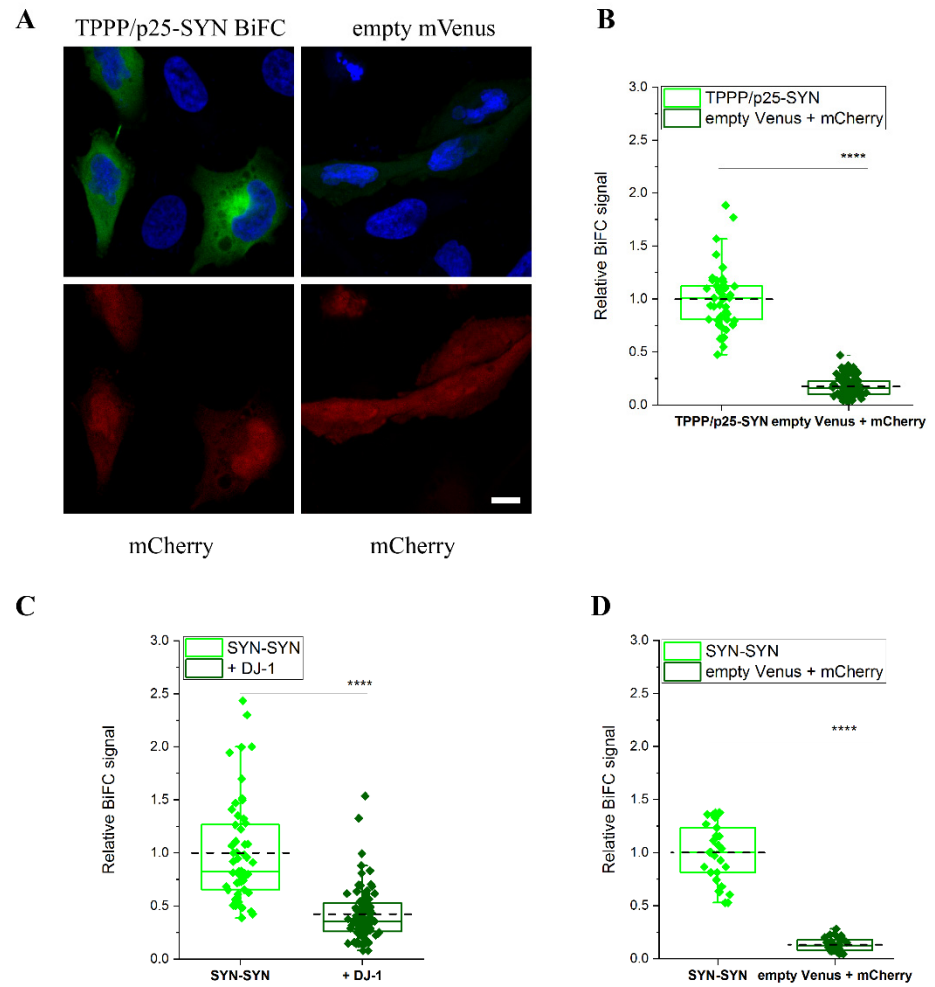 A
TPPP/p25-SYN BiFC
empty mVenus
mCherry
mCherry
B
3.0
2.5
2.0
1.5
1.0
0.5
0.0
Relative BiFC signal
TPPP/p25-SYN
empty Venus + mCherry
****
TPPP/p25-SYN
empty Venus + mCherry
C
3.0
2.5
2.0
1.5
1.0
0.5
0.0
Relative BiFC signal
SYN-SYN
+ DJ-1
****
SYN-SYN
+ DJ-1
D
3.0
2.5
2.0
1.5
1.0
0.5
0.0
Relative BiFC signal
SYN-SYN
empty Venus + mCherry
****
SYN-SYN
empty Venus + mCherry